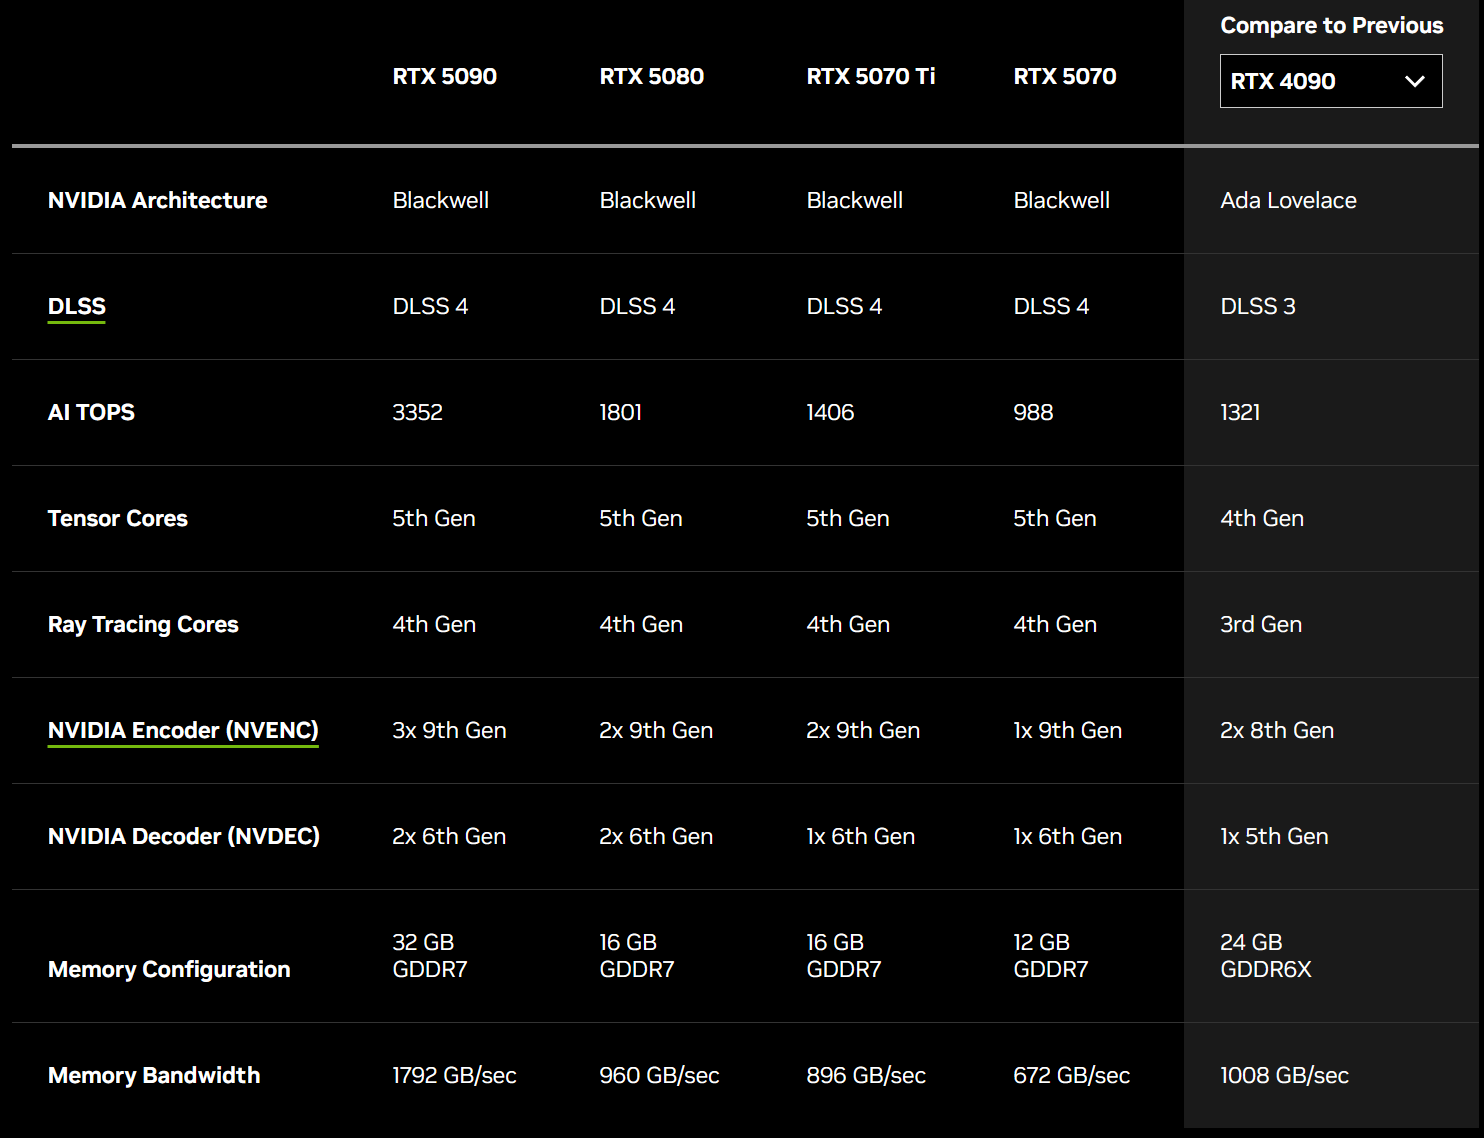 Compare to Previous
RTX 5090 RTX 5080 RTX 5070 Ti RTX 5070 RTX 4090
NVIDIA Architecture Blackwell Blackwell Blackwell Blackwell Ada Lovelace
DLSS DLSS 4 DLSS 4 DLSS 4 DLSS 4 DLSS 3
AI TOPS 3352 1801 1406 988 1321
Tensor Cores 5th Gen 5th Gen 5th Gen 5th Gen 4th Gen
Ray Tracing Cores 4th Gen 4th Gen 4th Gen 4th Gen 3rd Gen
NVIDIA Encoder (NVENC) 3x 9th Gen 2x 9th Gen 2x 9th Gen 1x 9th Gen 2x 8th Gen
NVIDIA Decoder (NVDEC) 2x 6th Gen 2x 6th Gen 1x 6th Gen 1x 6th Gen 1x 5th Gen
32 GB 16 GB 16 GB 12 GB 24 GB
Memory Configuration GDDR7 GDDR7 GDDR7 GDDR7 GDDR6X
Memory Bandwidth 1792 GB/sec 960 GB/sec 896 GB/sec 672 GB/sec 1008 GB/sec